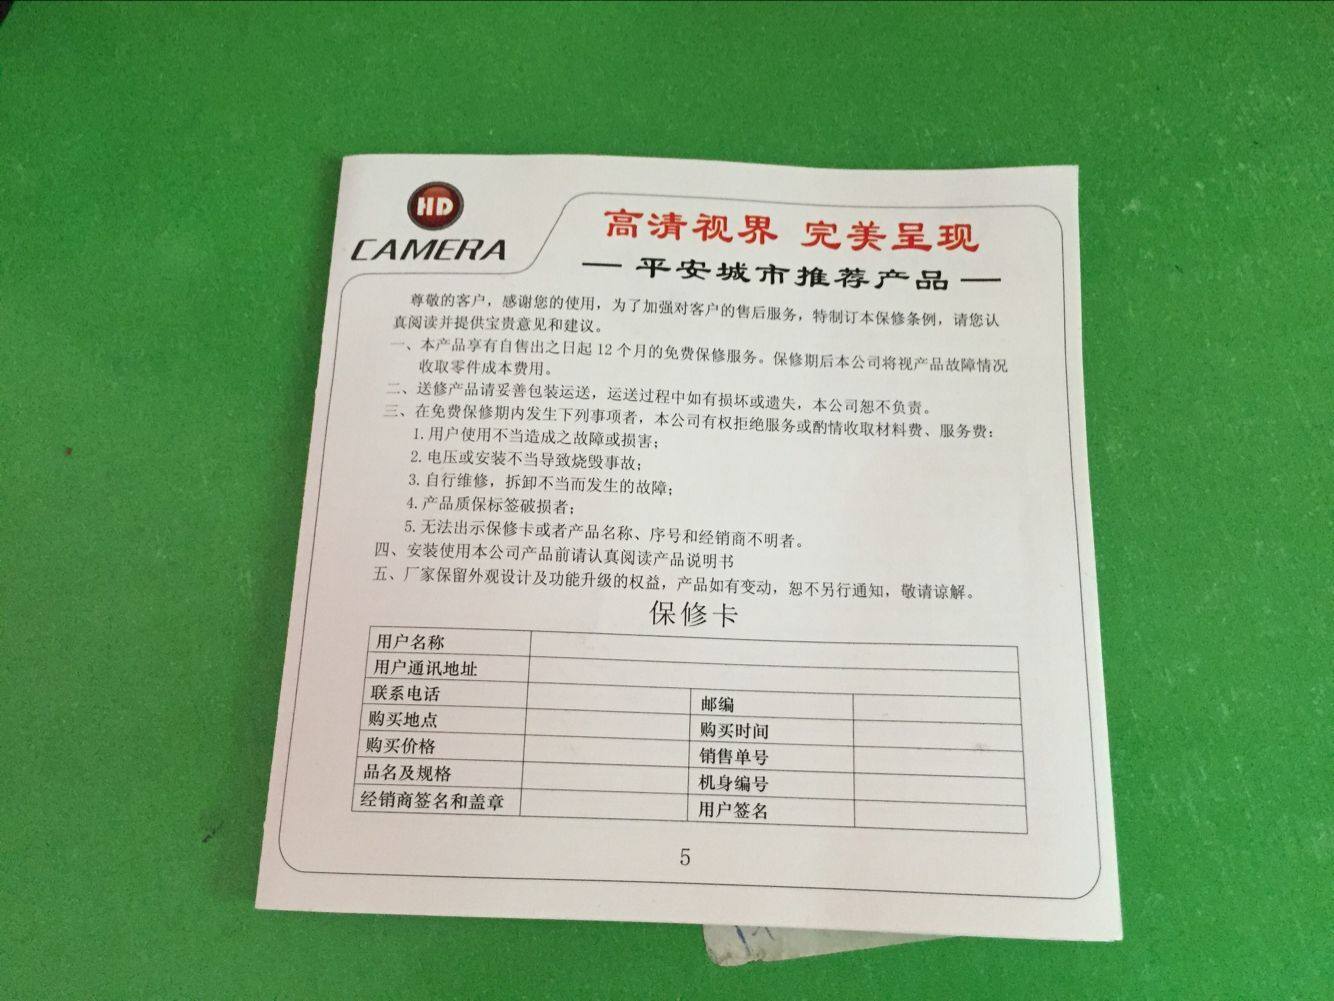 HD
CAMERA
高清视界 完美呈现
— 平安城市推荐产品 —
尊敬的客户，感谢您的使用，为了加强对客户的售后服务，特制订本保修条例，请您认
真阅读并提供宝贵意见和建议。
一、本产品享有自售出之日起 12 个月的免费保修服务。保修期后本公司将视产品故障情况
收取零件成本费用。
二、送修产品请妥善包装运送，运送过程中如有损坏或遗失，本公司恕不负责。
三、在免费保修期内发生下列事项者，本公司有权拒绝服务或酌情收取材料费、服务费：
1. 用户使用不当造成之故障或损害；
2. 电压或安装不当导致烧毁事故；
3. 自行维修，拆卸不当而发生的故障；
4. 产品质保标签破损者；
5. 无法出示保修卡或者产品名称、序号和经销商不明者。
四、安装使用本公司产品前请认真阅读产品说明书
五、厂家保留外观设计及功能升级的权益，产品如有变动，恕不另行通知，敬请谅解。
保修卡
用户名称
用户通讯地址
联系电话 邮编
购买地点 购买时间
购买价格 销售单号
品名及规格 机身编号
经销商签名和盖章 用户签名
5